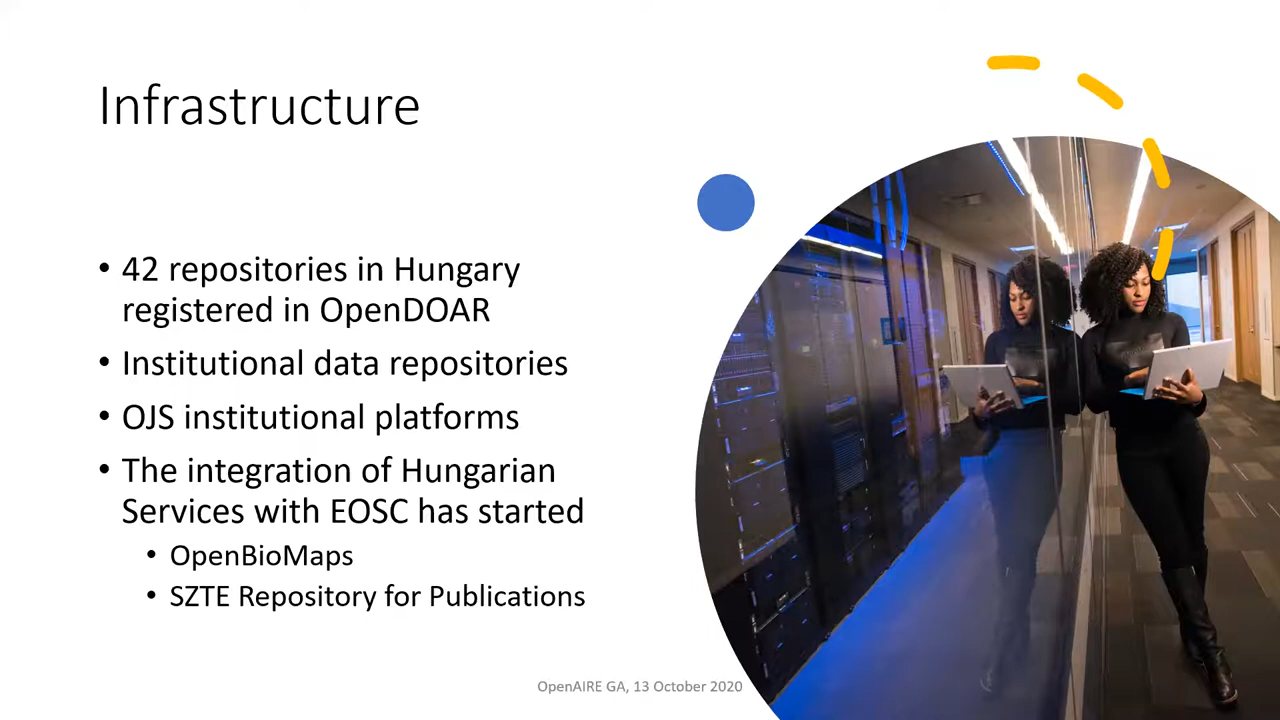 Infrastructure
• 42 repositories in Hungary
registered in OpenDOAR
• Institutional data repositories
• OJS institutional platforms
• The integration of Hungarian
Services with EOSC has started
• OpenBioMaps
• SZTE Repository for Publications
OpenAIRE GA, 13 October 2020